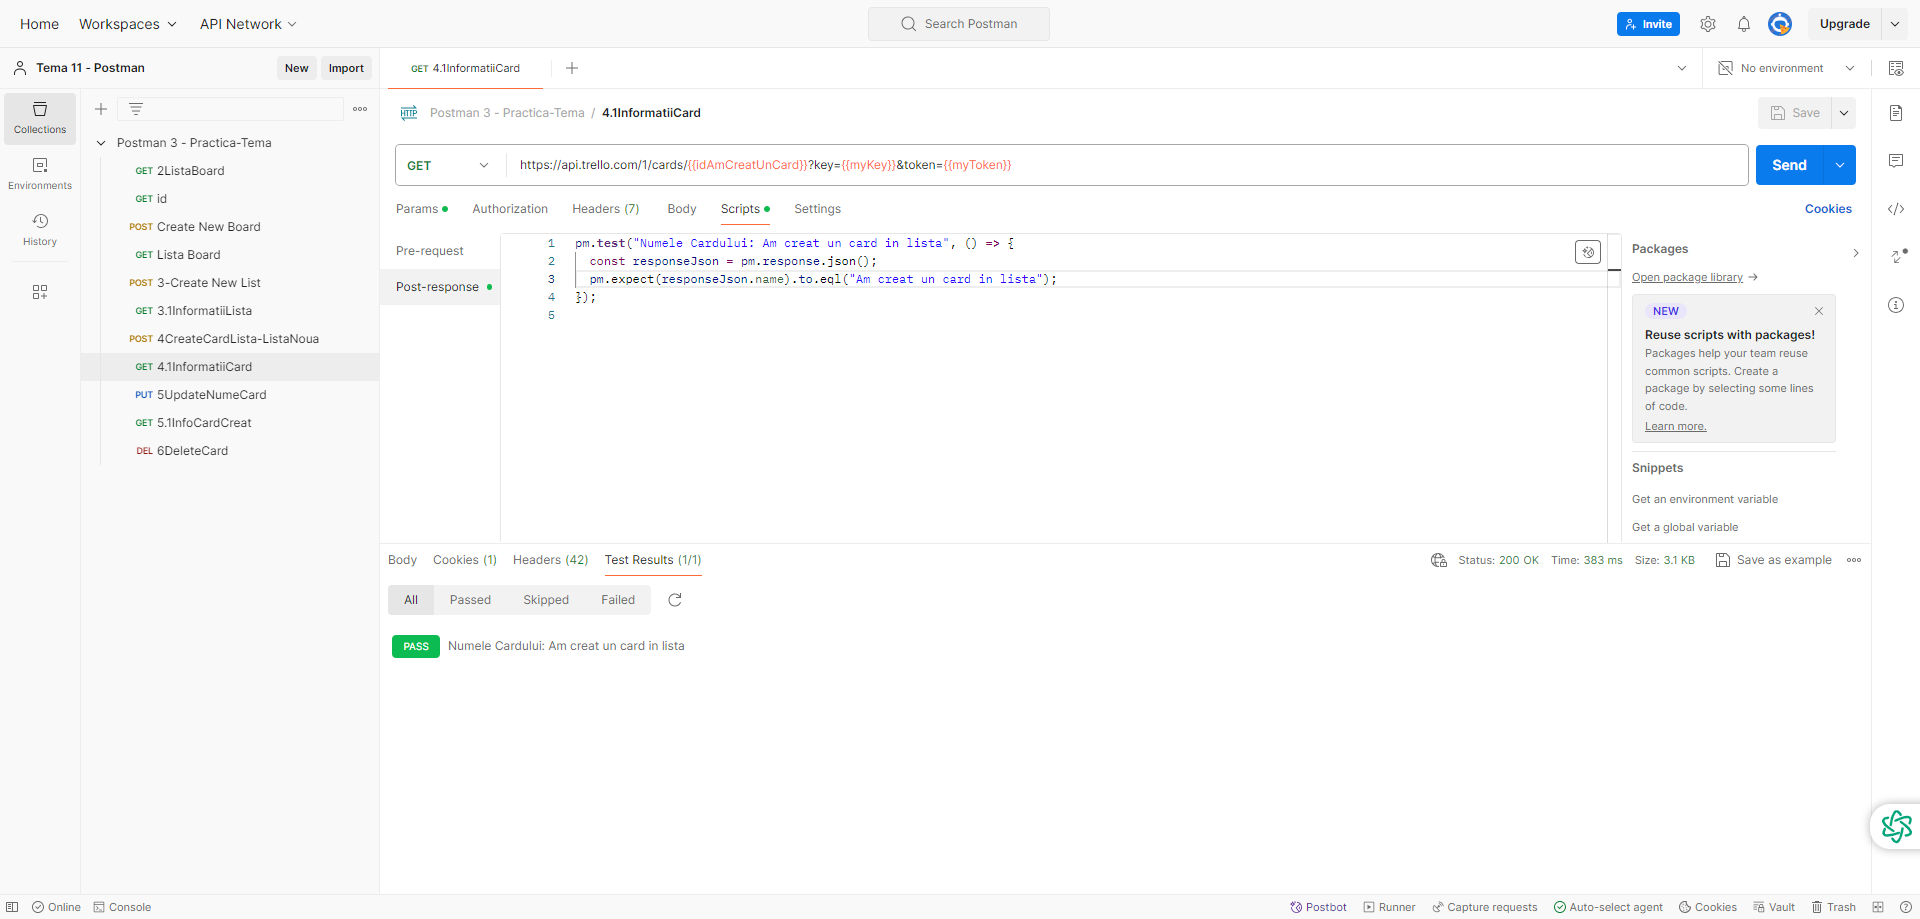 Home Workspaces API Network Search Postman Invite Upgrade
Tema 11 - Postman New Import GET 4.1InformatiiCard No environment
Collections
Environments
History
Postman 3 - Practica-Tema
GET 2ListaBoard
GET id
POST Create New Board
GET Lista Board
POST 3-Create New List
GET 3.1InformatiiLista
POST 4CreateCardLista-ListaNoua
GET 4.1InformatiiCard
PUT 5UpdateNumeCard
GET 5.1InfoCardCreat
DEL 6DeleteCard
HTTP Postman 3 - Practica-Tema / 4.1InformatiiCard Save
GET https://api.trello.com/1/cards/{{idAmCreatUnCard}}?key={{myKey}}&token={{myToken}} Send
Params Authorization Headers (7) Body Scripts Settings Cookies
Pre-request
Post-response
1 pm.test("Numele Cardului: Am creat un card in lista", () => {
2 const responseJson = pm.response.json();
3 pm.expect(responseJson.name).to.eql("Am creat un card in lista");
4 });
5
Packages
Open package library →
NEW
Reuse scripts with packages!
Packages help your team reuse
common scripts. Create a
package by selecting some lines
of code.
Learn more.
Snippets
Get an environment variable
Get a global variable
Body Cookies (1) Headers (42) Test Results (1/1) Status: 200 OK Time: 383 ms Size: 3.1 KB Save as example
All Passed Skipped Failed
PASS Numele Cardului: Am creat un card in lista
Online Console Postbot Runner Capture requests Auto-select agent Cookies Vault Trash